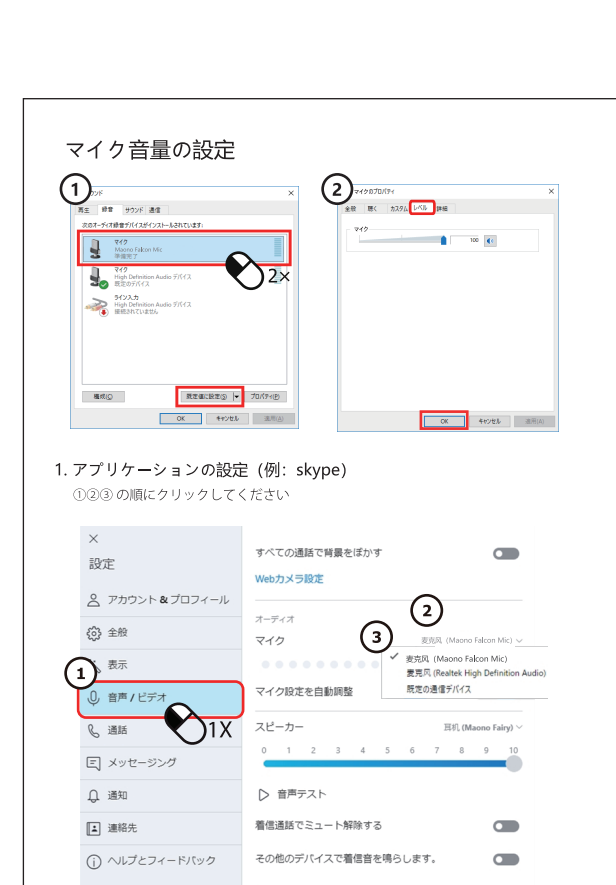 マイク音量の設定
1
ウンド
×
再生 録音 サウンド 通信
次のオーディオ録音デバイスがインストールされています:
マイク
Maono Falcon Mic
準備完了
2×
マイク
High Definition Audio デバイス
既定のデバイス
ライン入力
High Definition Audio デバイス
接続されていません
構成(C)
既定値に設定(S)
プロパティ(P)
OK
キャンセル
適用(A)
2
マイクのプロパティ
×
全般 聴く カスタム レベル 詳細
マイク
100
OK
キャンセル
適用(A)
1. アプリケーションの設定（例：skype）
①②③ の順にクリックしてください
×
設定
アカウント & プロフィール
全般
1
表示
音声 / ビデオ
1X
通話
メッセージング
通知
連絡先
ヘルプとフィードバック
すべての通話で背景をぼかす
Webカメラ設定
オーディオ
2
マイク
3
麦克风（Maono Falcon Mic）
麦克风（Maono Falcon Mic）
麦克风 (Realtek High Definition Audio)
既定の通信デバイス
マイク設定を自動調整
スピーカー
耳机 (Maono Fairy)
0 1 2 3 4 5 6 7 8 9 10
音声テスト
着信通話でミュート解除する
その他のデバイスで着信音を鳴らします。